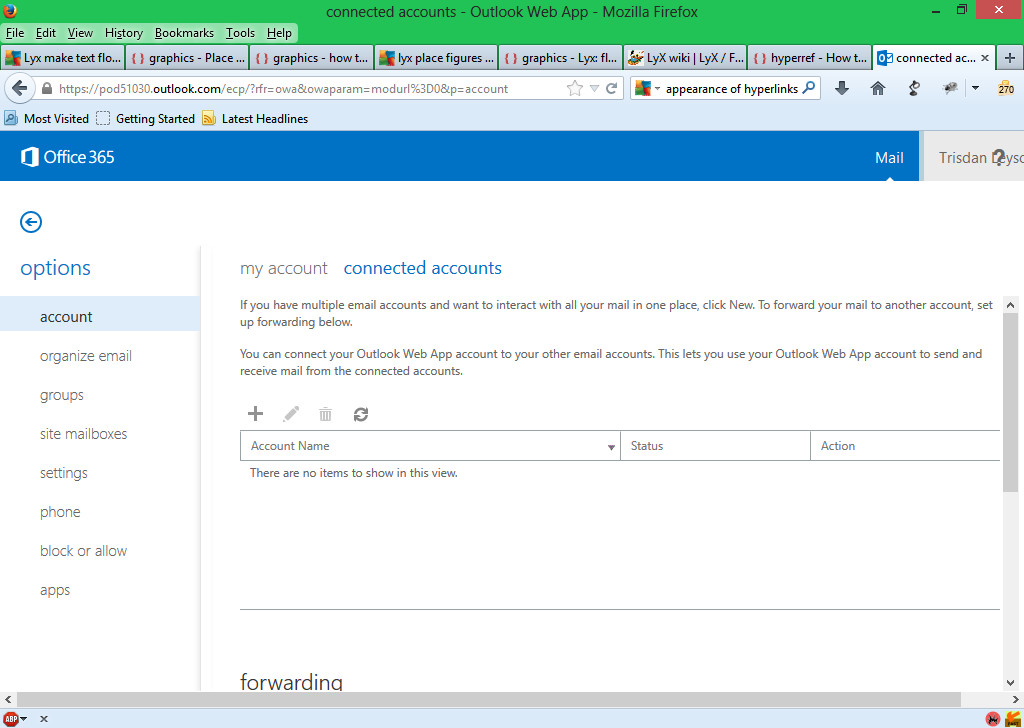 connected accounts - Outlook Web App - Mozilla Firefox
File Edit View History Bookmarks Tools Help
Lyx make text flo... graphics - Place ... graphics - how t... lyx place figures ... graphics - Lyx: fl... LyX wiki | LyX / F... hyperref - How t... connected ac...
https://pod51030.outlook.com/ecp/?rfr=owa&owaparam=modurl%3D0&p=account appearance of hyperlinks 270
Most Visited Getting Started Latest Headlines
Office 365 Mail Trisdan
options my account connected accounts
If you have multiple email accounts and want to interact with all your mail in one place, click New. To forward your mail to another account, set
up forwarding below.
account
You can connect your Outlook Web App account to your other email accounts. This lets you use your Outlook Web App account to send and
receive mail from the connected accounts.
organize email
groups
site mailboxes
settings
phone
block or allow
apps
Account Name Status Action
There are no items to show in this view.
forwarding
ABP